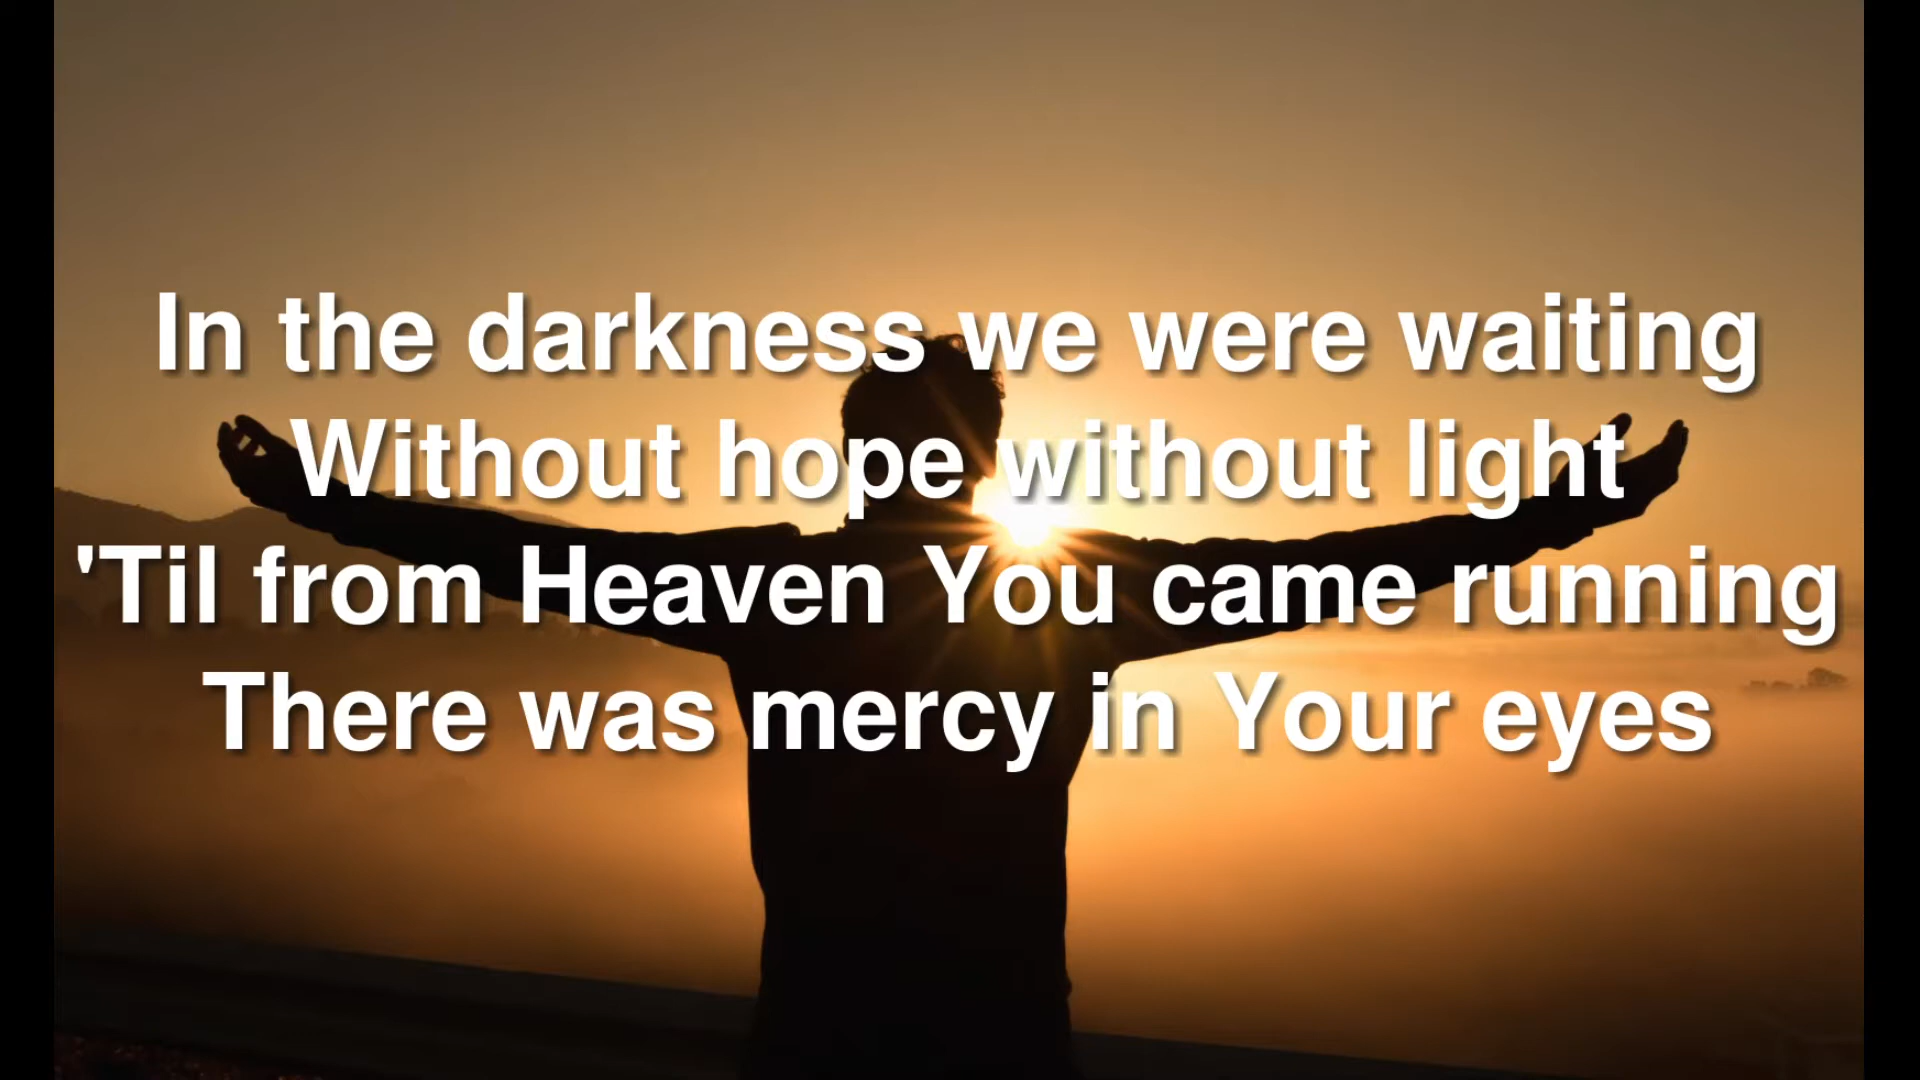 In the darkness we were waiting
Without hope without light
'Til from Heaven You came running
There was mercy in Your eyes